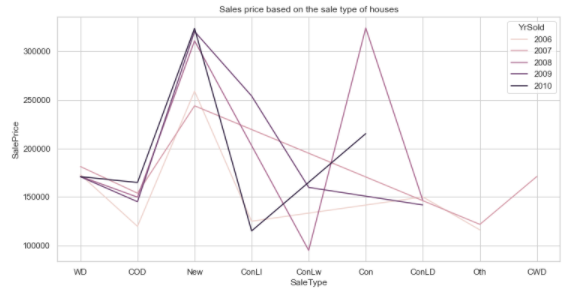 Sales price based on the sale type of houses
YrSold
2006
2007
2008
2009
2010
SalePrice
300000
250000
200000
150000
100000
WD COD New ConLI ConLw Con ConLD Oth CWD
SaleType